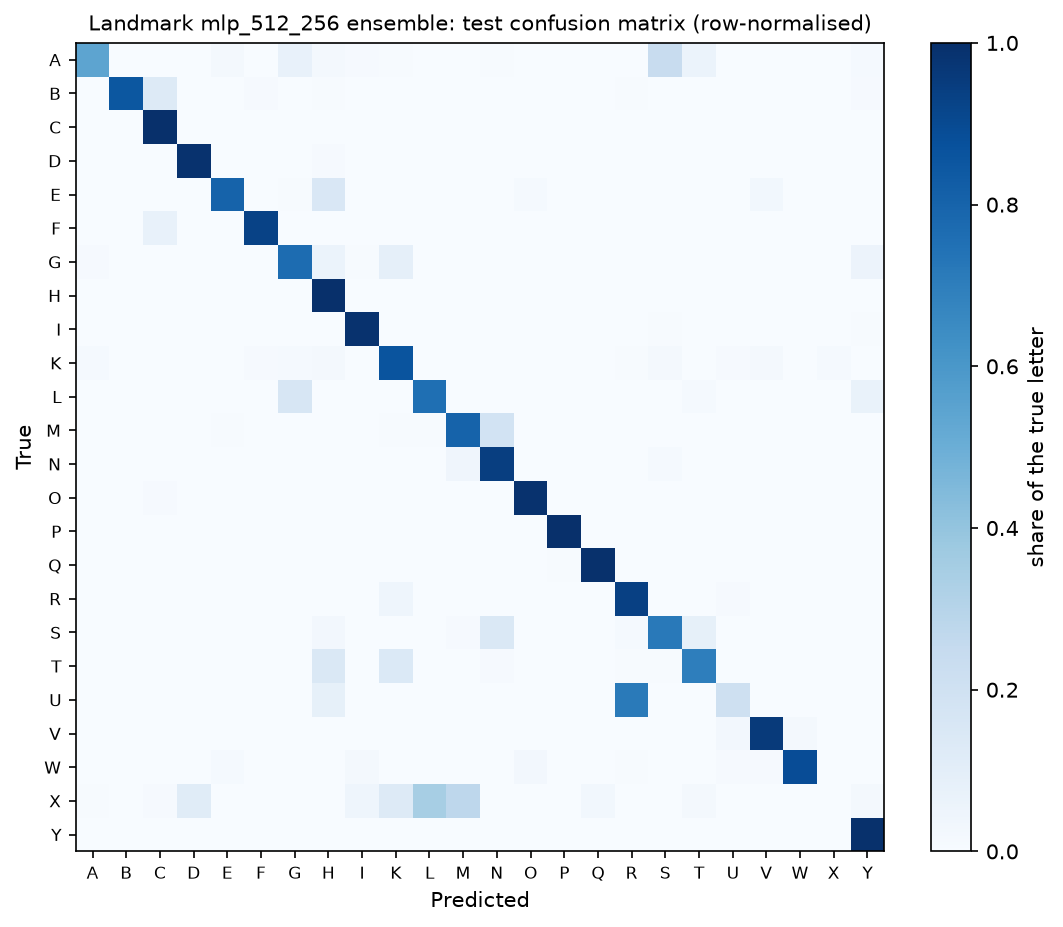 Landmark mlp_512_256 ensemble: test confusion matrix (row-normalised)
True
A
B
C
D
E
F
G
H
I
K
L
M
N
O
P
Q
R
S
T
U
V
W
X
Y
A B C D E F G H I K L M N O P Q R S T U V W X Y
Predicted
1.0
0.8
0.6
0.4
0.2
0.0
share of the true letter